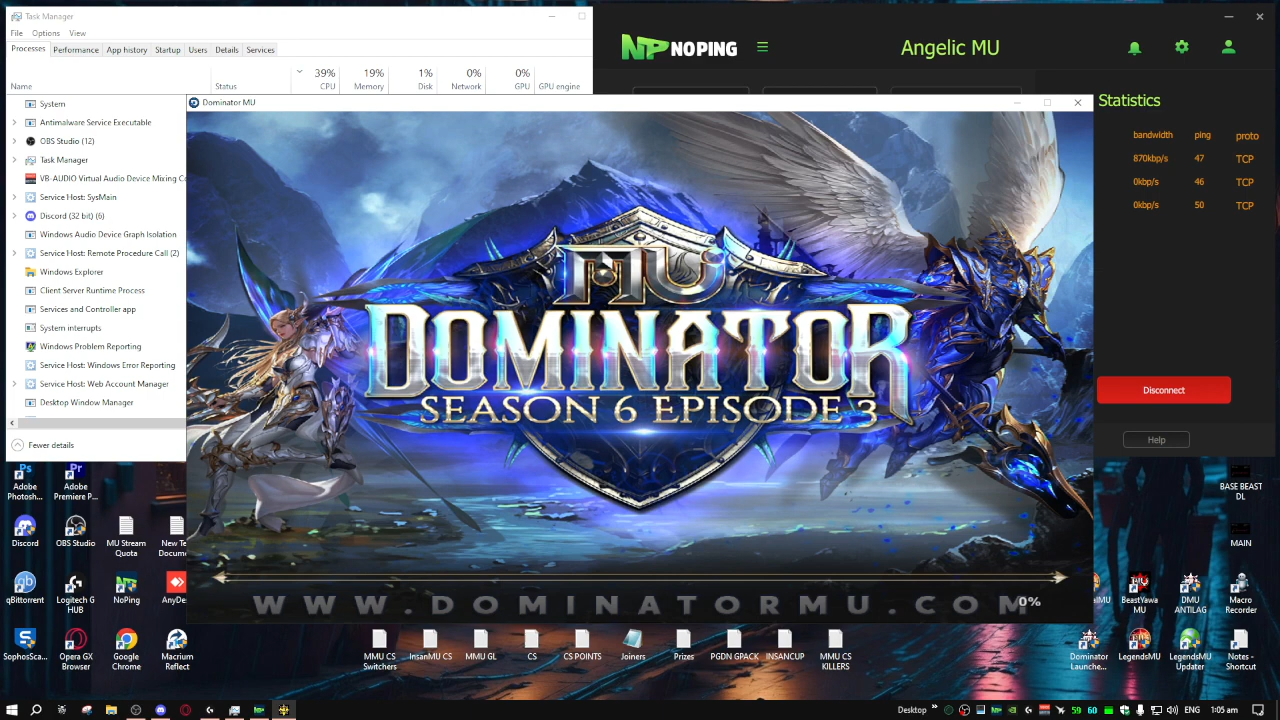 Task Manager
File Options View
Processes Performance App history Startup Users Details Services
39% 19% 1% 0% 0%
Name Status CPU Memory Disk Network GPU GPU engine
System
Antimalware Service Executable
OBS Studio (12)
Task Manager
VB-AUDIO Virtual Audio Device Mixing Co
Service Host: SysMain
Discord (32 bit) (6)
Windows Audio Device Graph Isolation
Service Host: Remote Procedure Call (2)
Windows Explorer
Client Server Runtime Process
Services and Controller app
System interrupts
Windows Problem Reporting
Service Host: Windows Error Reporting
Service Host: Web Account Manager
Desktop Window Manager
Fewer details
NP NOPING
Angelic MU
Statistics
bandwidth ping proto
870kbp/s 47 TCP
0kbp/s 46 TCP
0kbp/s 50 TCP
Disconnect
Help
Dominator MU
MU
DOMINATOR
SEASON 6 EPISODE 3
WWW.DOMINATORMU.COM
0%
Adobe Photosh...
Adobe Premiere P...
BASE BEAST DL
Discord
OBS Studio
MU Stream Quota
New Te
Docum
MAIN
qBittorrent
Logitech G HUB
NoPing
AnyDe
BeastYawa MU
DMU ANTILAG
Macro Recorder
SophosSca...
Opera GX Browser
Google Chrome
Macrium Reflect
MMU CS Switchers
InsanMU CS
MMU GL
CS
CS POINTS
Joiners
Prizes
PGDN GPACK
INSANCUP
MMU CS KILLERS
Dominator Launche...
LegendsMU
LegendsMU Updater
Notes - Shortcut
Desktop 59 60 ENG 1:05 am